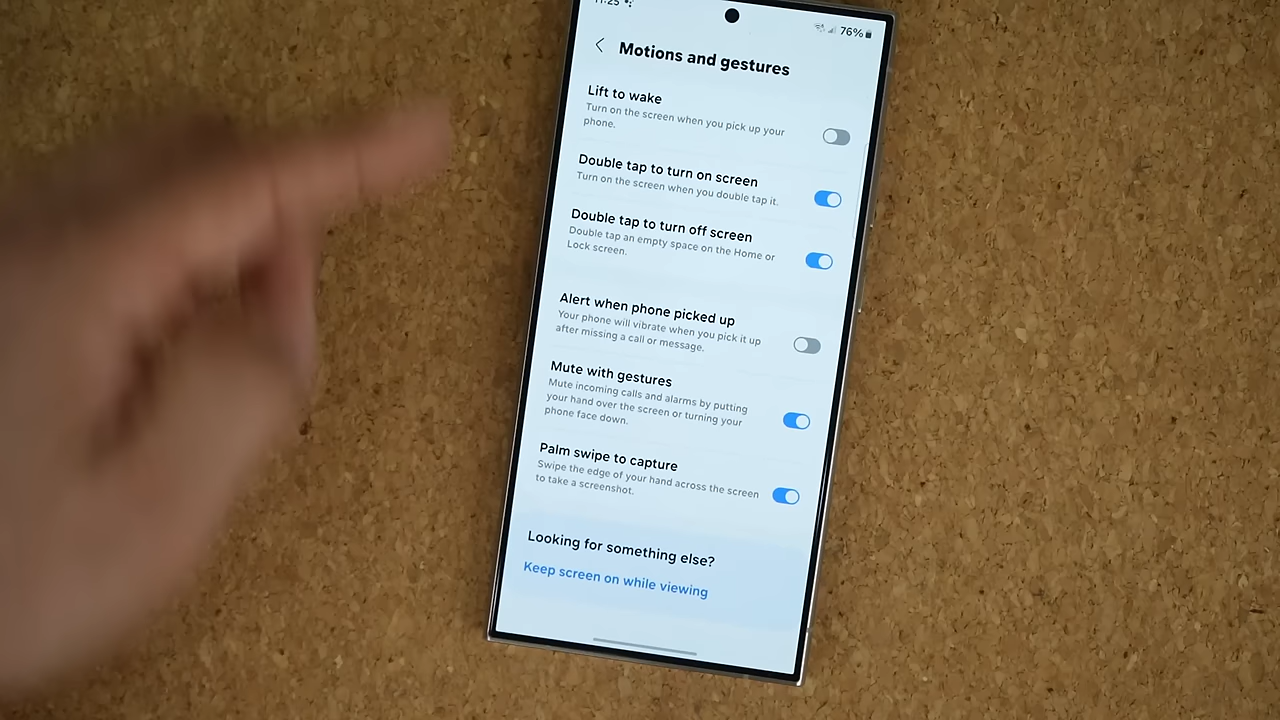 11:25
76%
Motions and gestures
Lift to wake
Turn on the screen when you pick up your
phone.
Double tap to turn on screen
Turn on the screen when you double tap it.
Double tap to turn off screen
Double tap an empty space on the Home or
Lock screen.
Alert when phone picked up
Your phone will vibrate when you pick it up
after missing a call or message.
Mute with gestures
Mute incoming calls and alarms by putting
your hand over the screen or turning your
phone face down.
Palm swipe to capture
Swipe the edge of your hand across the screen
to take a screenshot.
Looking for something else?
Keep screen on while viewing